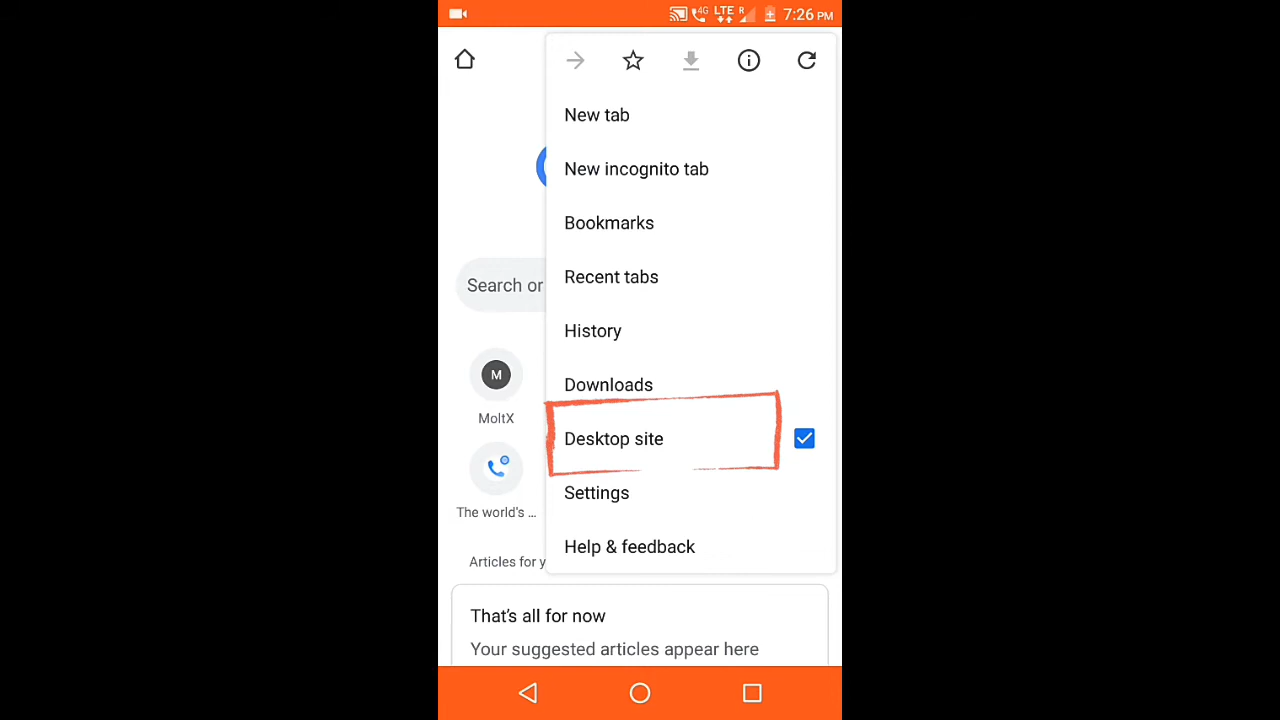 4G LTE R 7:26 PM
New tab
New incognito tab
Bookmarks
Recent tabs
History
Downloads
Desktop site
Settings
Help & feedback
Search or
M
MoltX
The world's ...
Articles for y
That's all for now
Your suggested articles appear here